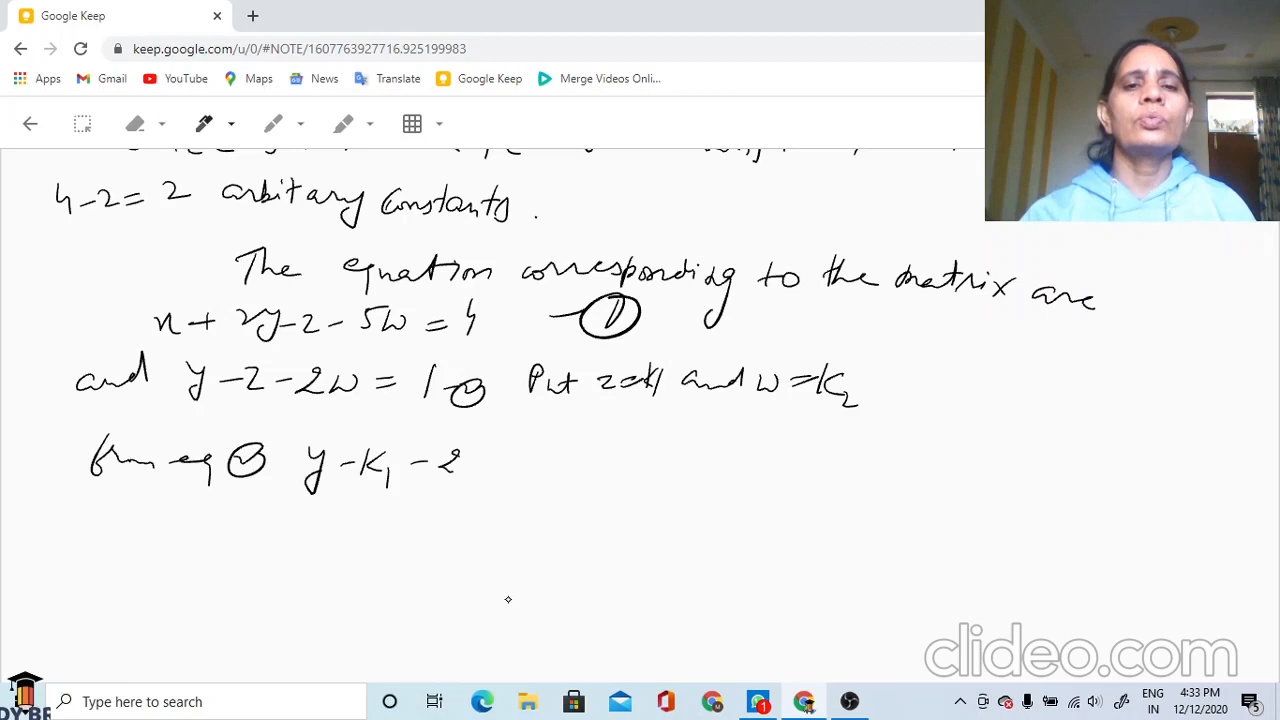 Google Keep
keep.google.com/u/0/#NOTE/1607763927716.925199983
Apps Gmail YouTube Maps News Translate Google Keep Merge Videos Onli...
4-2=2 arbitary constants.
The equation corresponding to the matrix are
x+2y-z-5w=4 -①
and y-z-2w=1-② Put z=k1 and w=K2
from eq ② y-K1-2
clideo.com
Type here to search
ENG
IN
4:33 PM
12/12/2020
DY BR